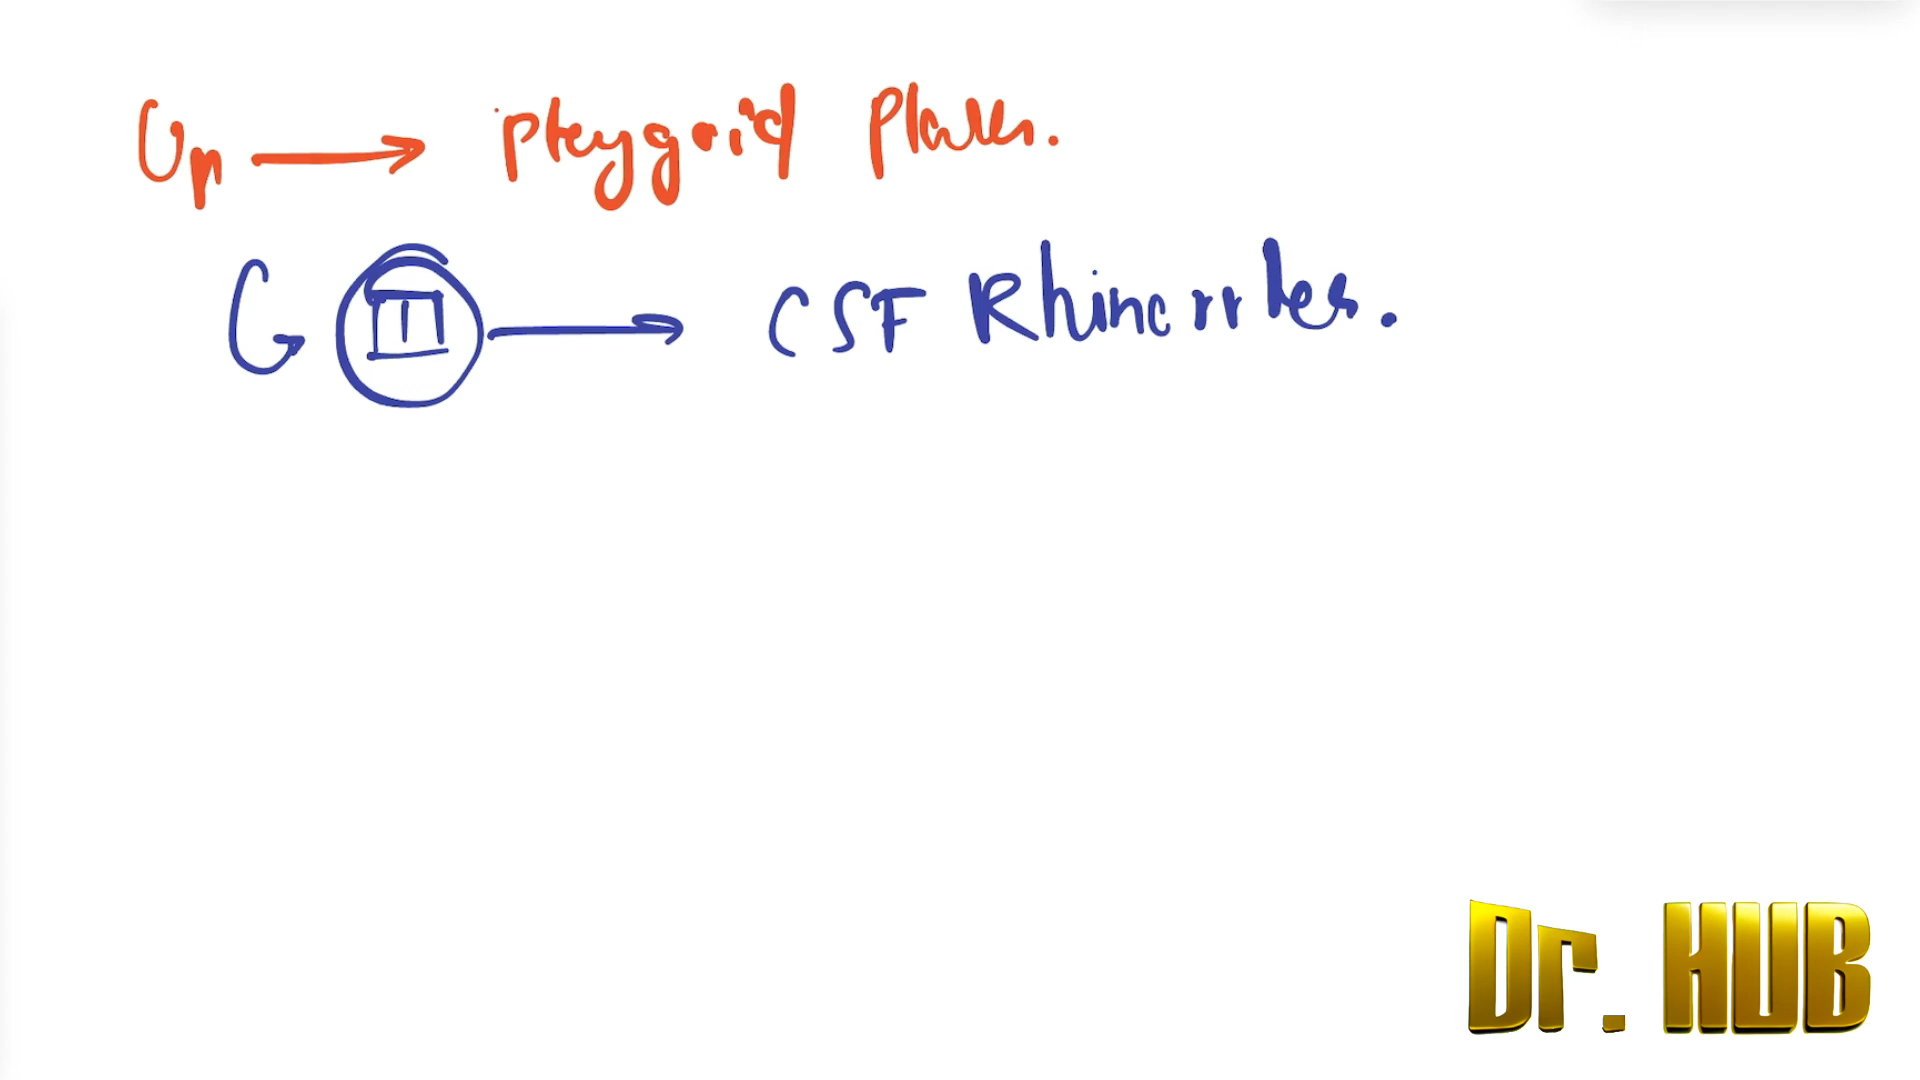 Up → Pterygoid Plates.
G III → CSF Rhinorrhea.
Dr. HUB